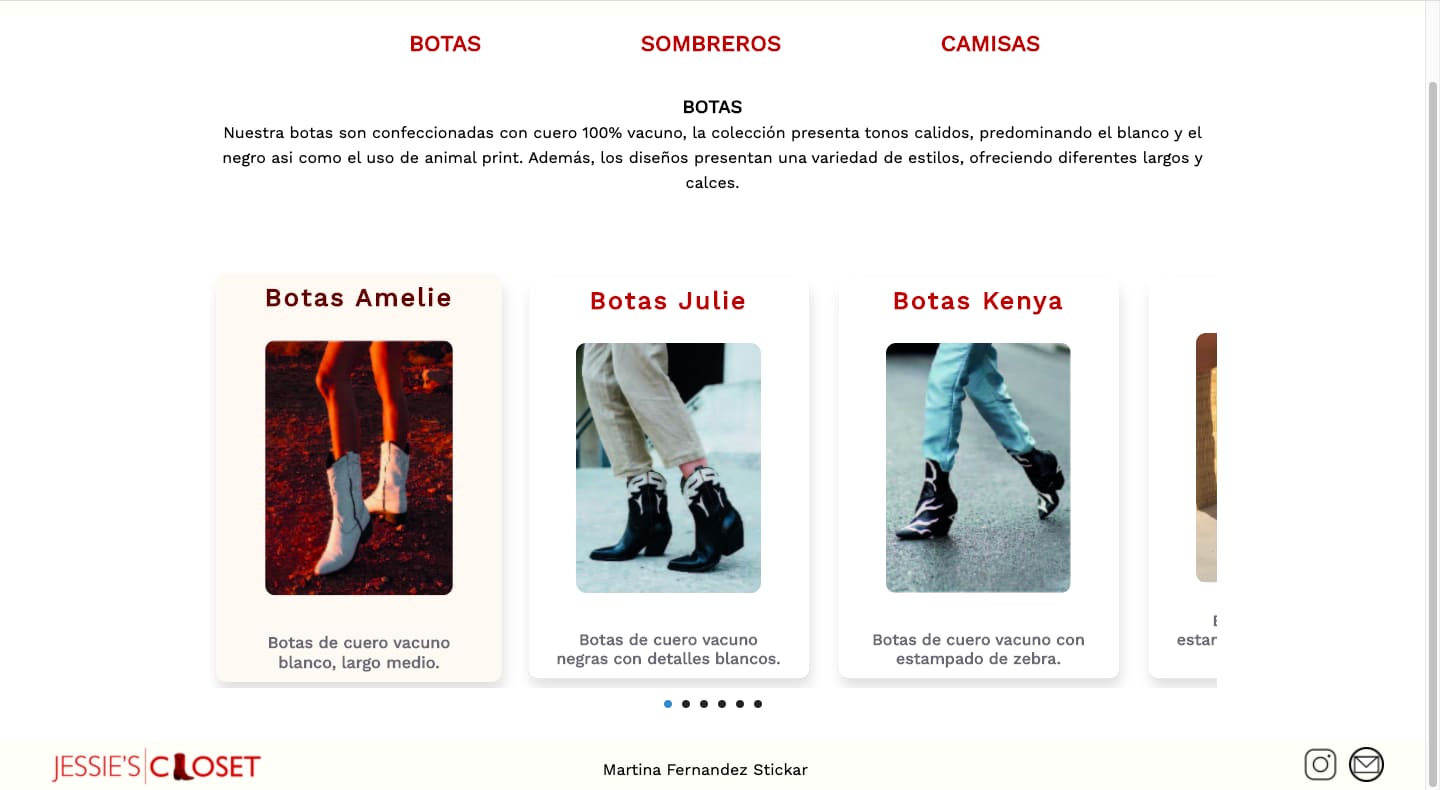 BOTAS SOMBREROS CAMISAS
BOTAS
Nuestra botas son confeccionadas con cuero 100% vacuno, la colección presenta tonos calidos, predominando el blanco y el
negro asi como el uso de animal print. Además, los diseños presentan una variedad de estilos, ofreciendo diferentes largos y
calces.
Botas Amelie
Botas de cuero vacuno
blanco, largo medio.
Botas Julie
Botas de cuero vacuno
negras con detalles blancos.
Botas Kenya
Botas de cuero vacuno con
estampado de zebra.
JESSIE'S CLOSET
Martina Fernandez Stickar